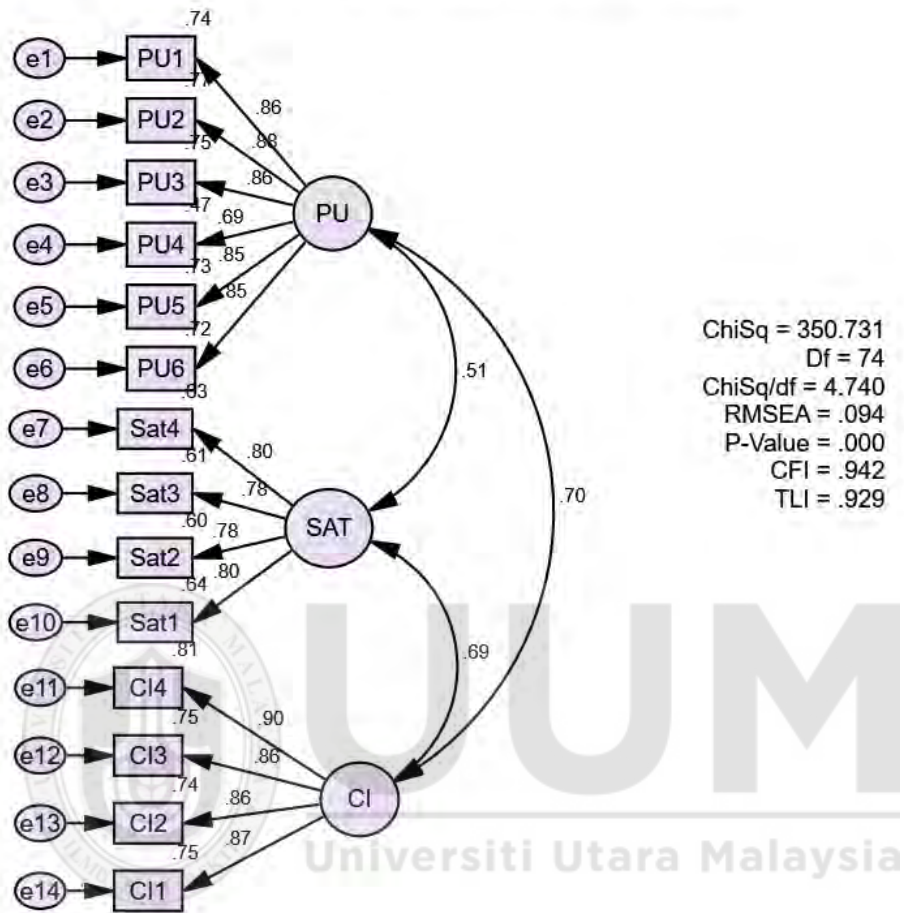 .74
e1 PU1
.77
.86
e2 PU2
.88
.75
e3 PU3
.86
.47
.69
e4 PU4
.73
.85
e5 PU5
.85
.72
e6 PU6
.63
PU
e7 Sat4
.61
.80
e8 Sat3
.78
.60
.78
e9 Sat2
.64
.80
e10 Sat1
.81
SAT
e11 CI4
.75
.90
e12 CI3
.86
.74
.86
e13 CI2
.75
.87
e14 CI1
CI
.51
.70
.69
ChiSq = 350.731
Df = 74
ChiSq/df = 4.740
RMSEA = .094
P-Value = .000
CFI = .942
TLI = .929
UUM
Universiti Utara Malaysia